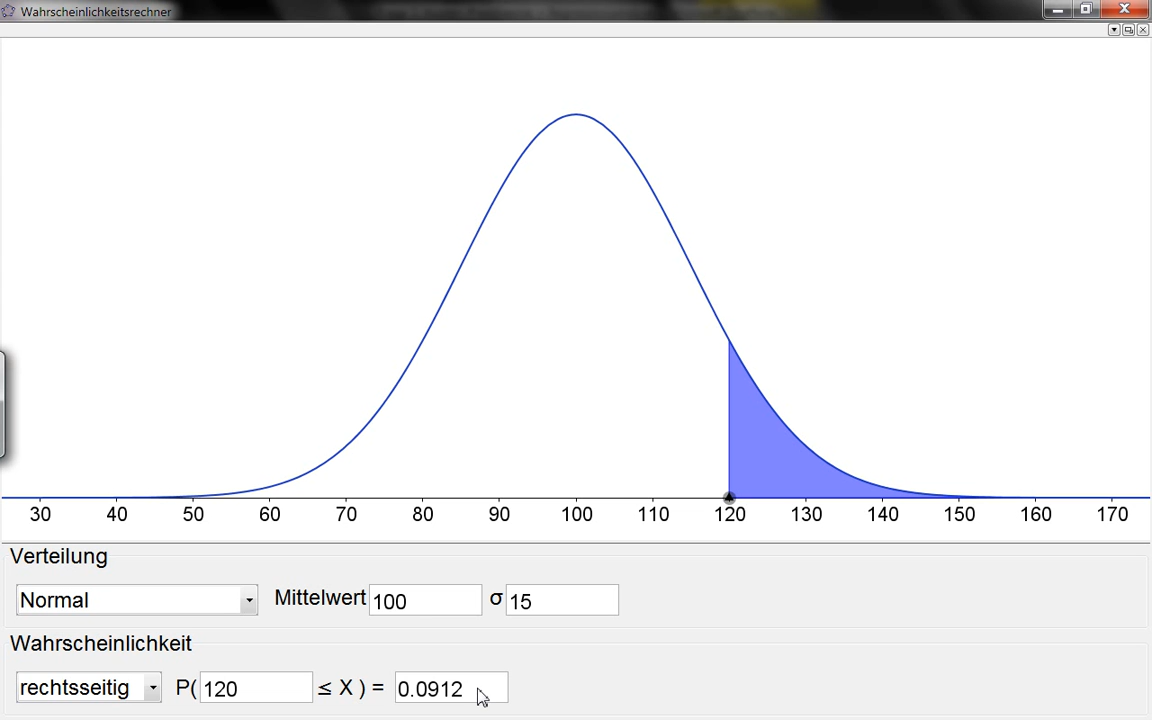 Wahrscheinlichkeitsrechner
30 40 50 60 70 80 90 100 110 120 130 140 150 160 170
Verteilung
Normal Mittelwert 100 σ 15
Wahrscheinlichkeit
rechtsseitig P( 120 ≤ X ) = 0.0912